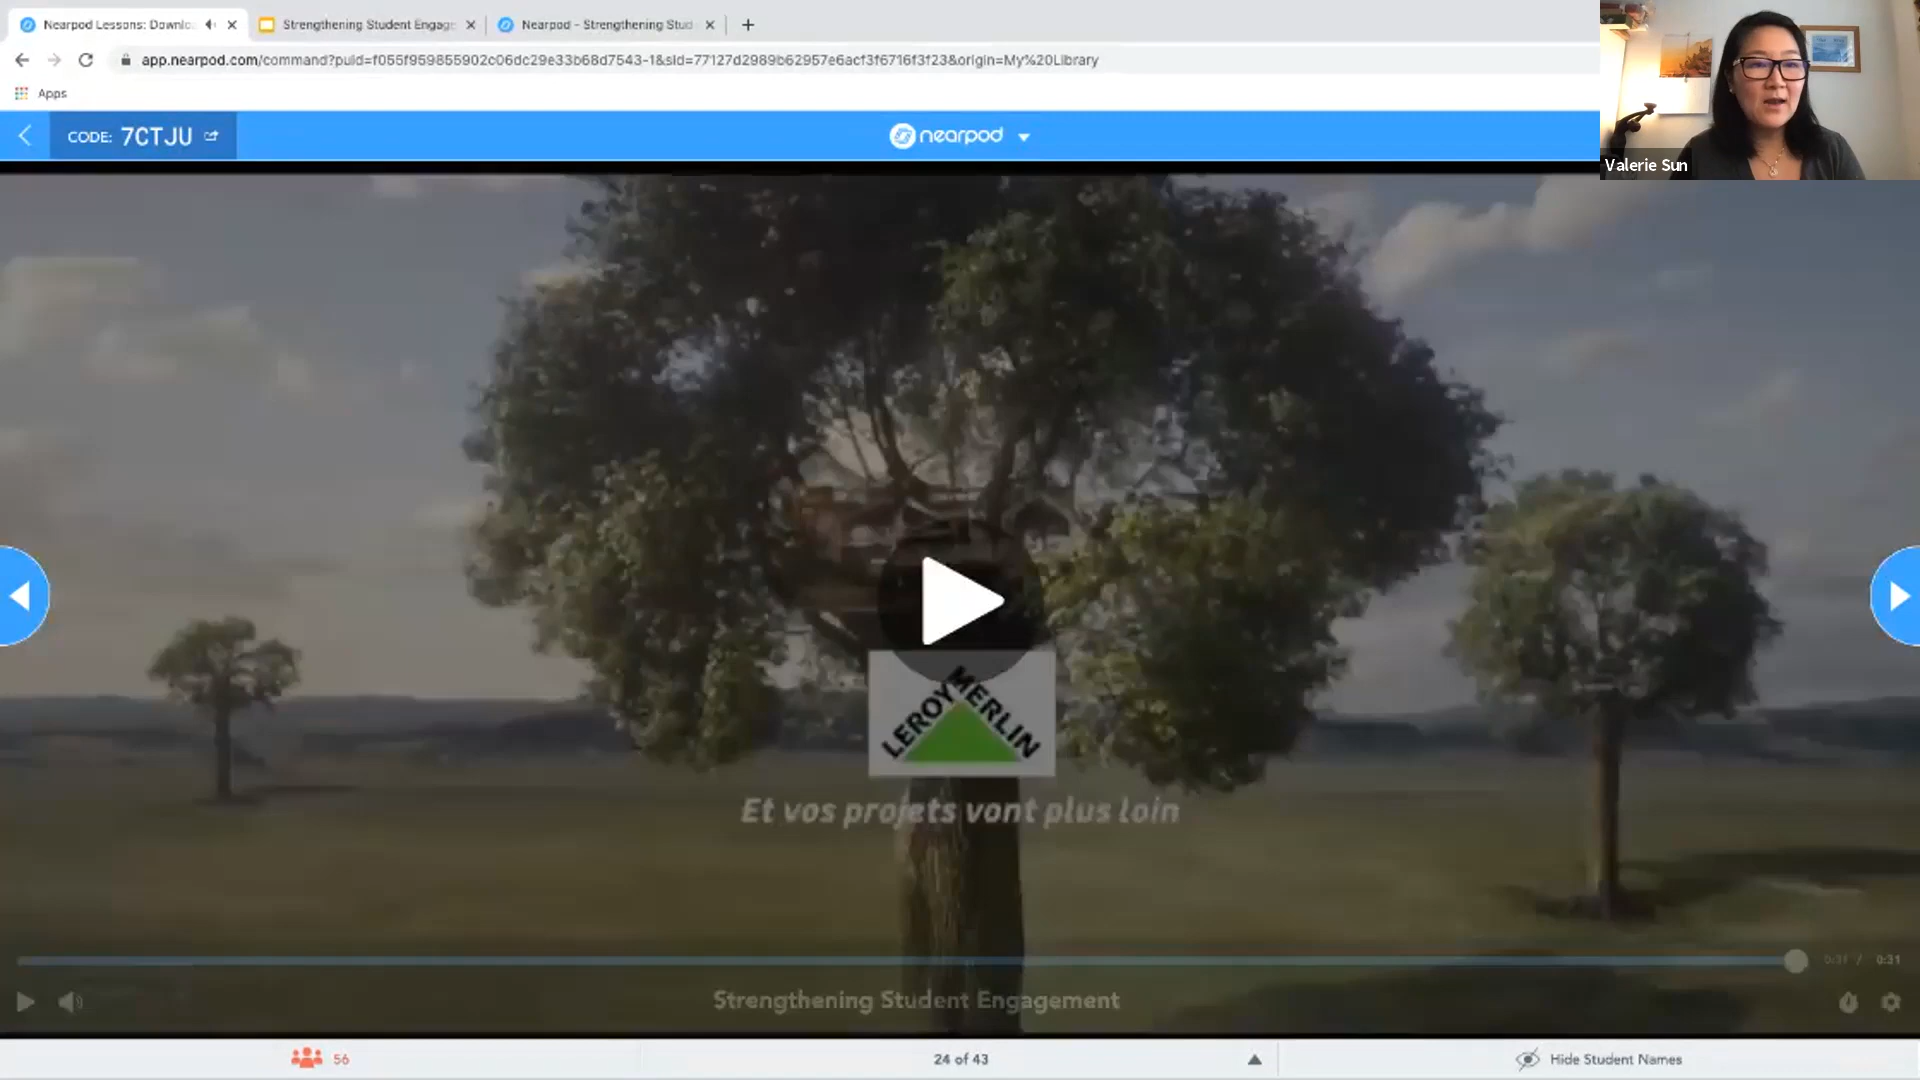 Nearpod Lessons: Downlo
Strengthening Student Engag
Nearpod - Strengthening Stud
app.nearpod.com/command?puid=f055f959855902c06dc29e33b68d7543-1&sid=77127d2989b62957e6acf3f6716f3f23&origin=My%20Library
Apps
CODE: 7CTJU
nearpod
Valerie Sun
LEROY MERLIN
Et vos projets vont plus loin
0:31 / 0:31
Strengthening Student Engagement
56
24 of 43
Hide Student Names